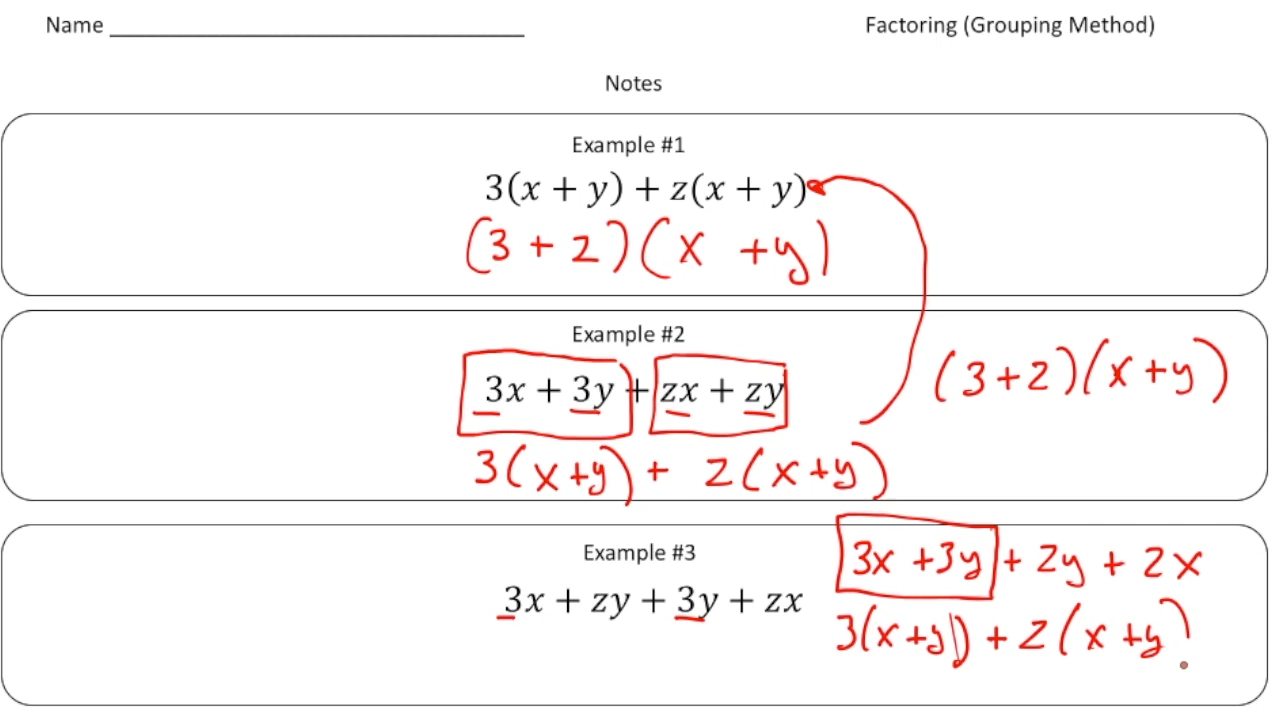 Name ______________________ Factoring (Grouping Method)
Notes
Example #1
3(x + y) + z(x + y)
(3 + z)(x + y)
Example #2
3x + 3y + zx + zy
(3+z)(x+y)
3(x+y) + z(x+y)
Example #3
3x + zy + 3y + zx
3x +3y + zy + zx
3(x+y) + z(x+y)